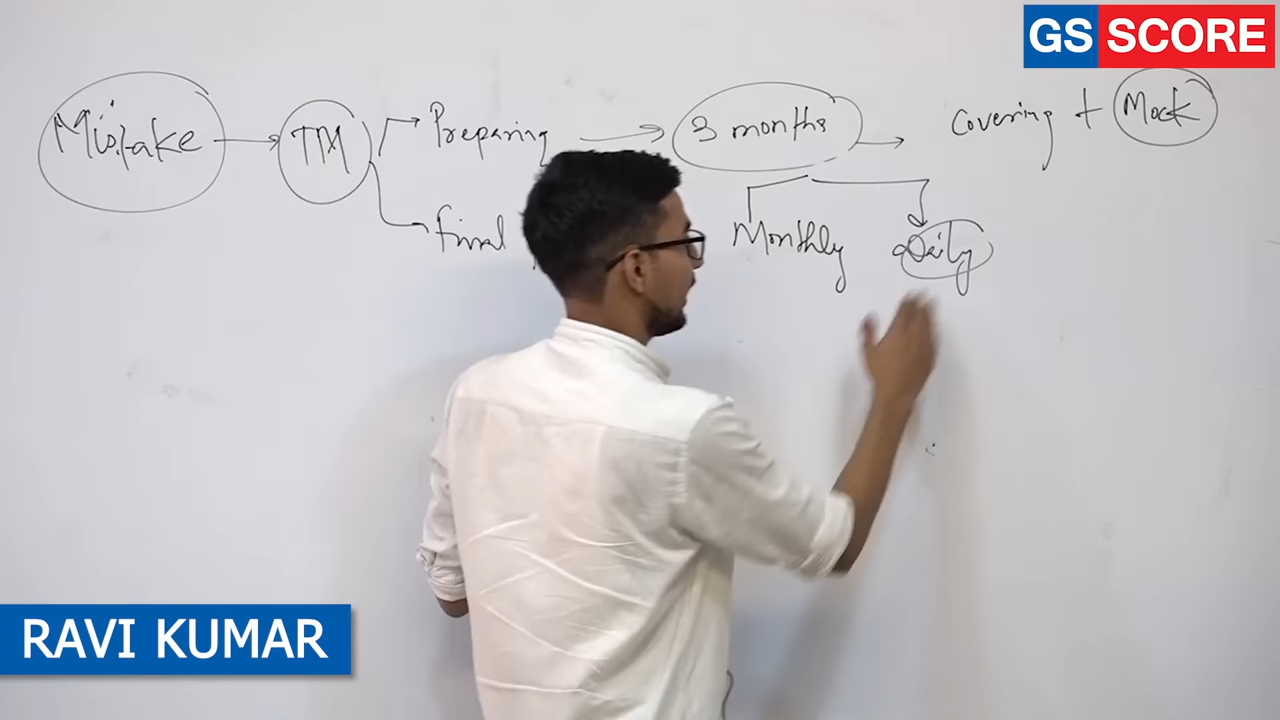 GS SCORE
Mistake → TM Preparing → 3 months → Covering + Mock
Final Monthly Daily
RAVI KUMAR